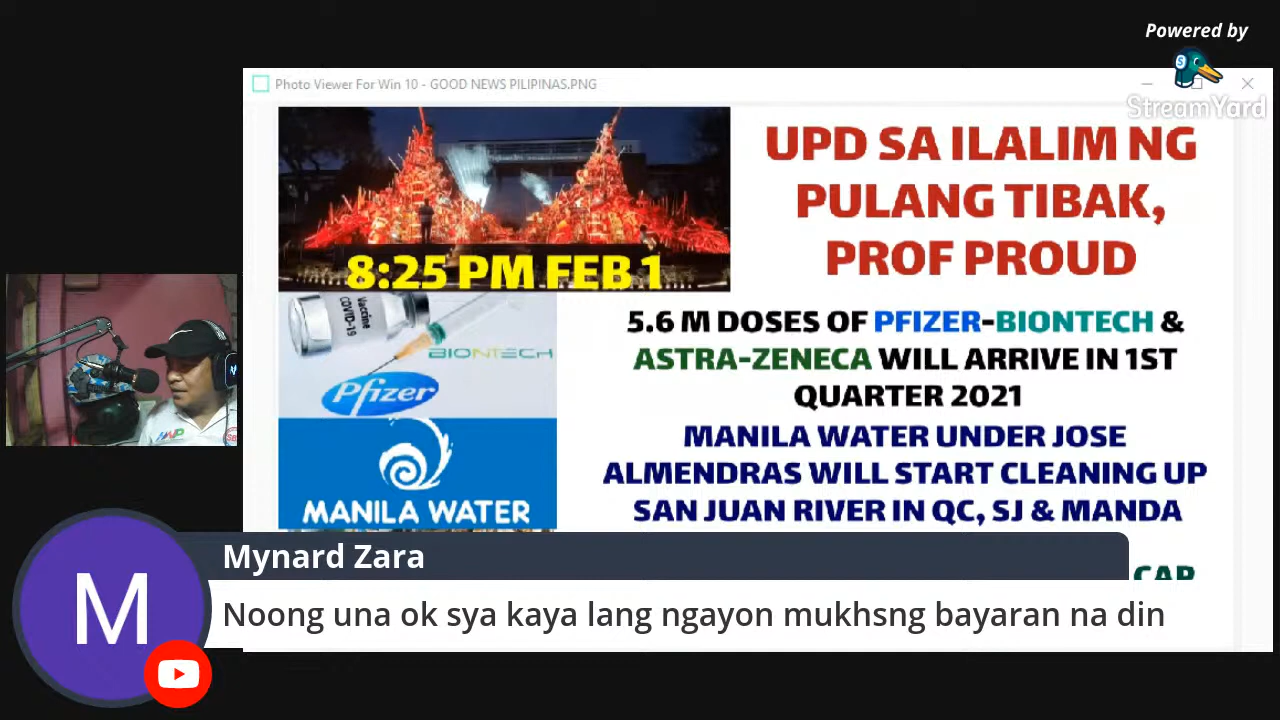 Powered by
StreamYard
Photo Viewer For Win 10 - GOOD NEWS PILIPINAS.PNG
UPD SA ILALIM NG
PULANG TIBAK,
PROF PROUD
8:25 PM FEB 1
Vaccine
COVID-19
BIONTECH
Pfizer
5.6 M DOSES OF PFIZER-BIONTECH &
ASTRA-ZENECA WILL ARRIVE IN 1ST
QUARTER 2021
MANILA WATER UNDER JOSE
ALMENDRAS WILL START CLEANING UP
SAN JUAN RIVER IN QC, SJ & MANDA
MANILA WATER
CAP
M
Mynard Zara
Noong una ok sya kaya lang ngayon mukhsng bayaran na din